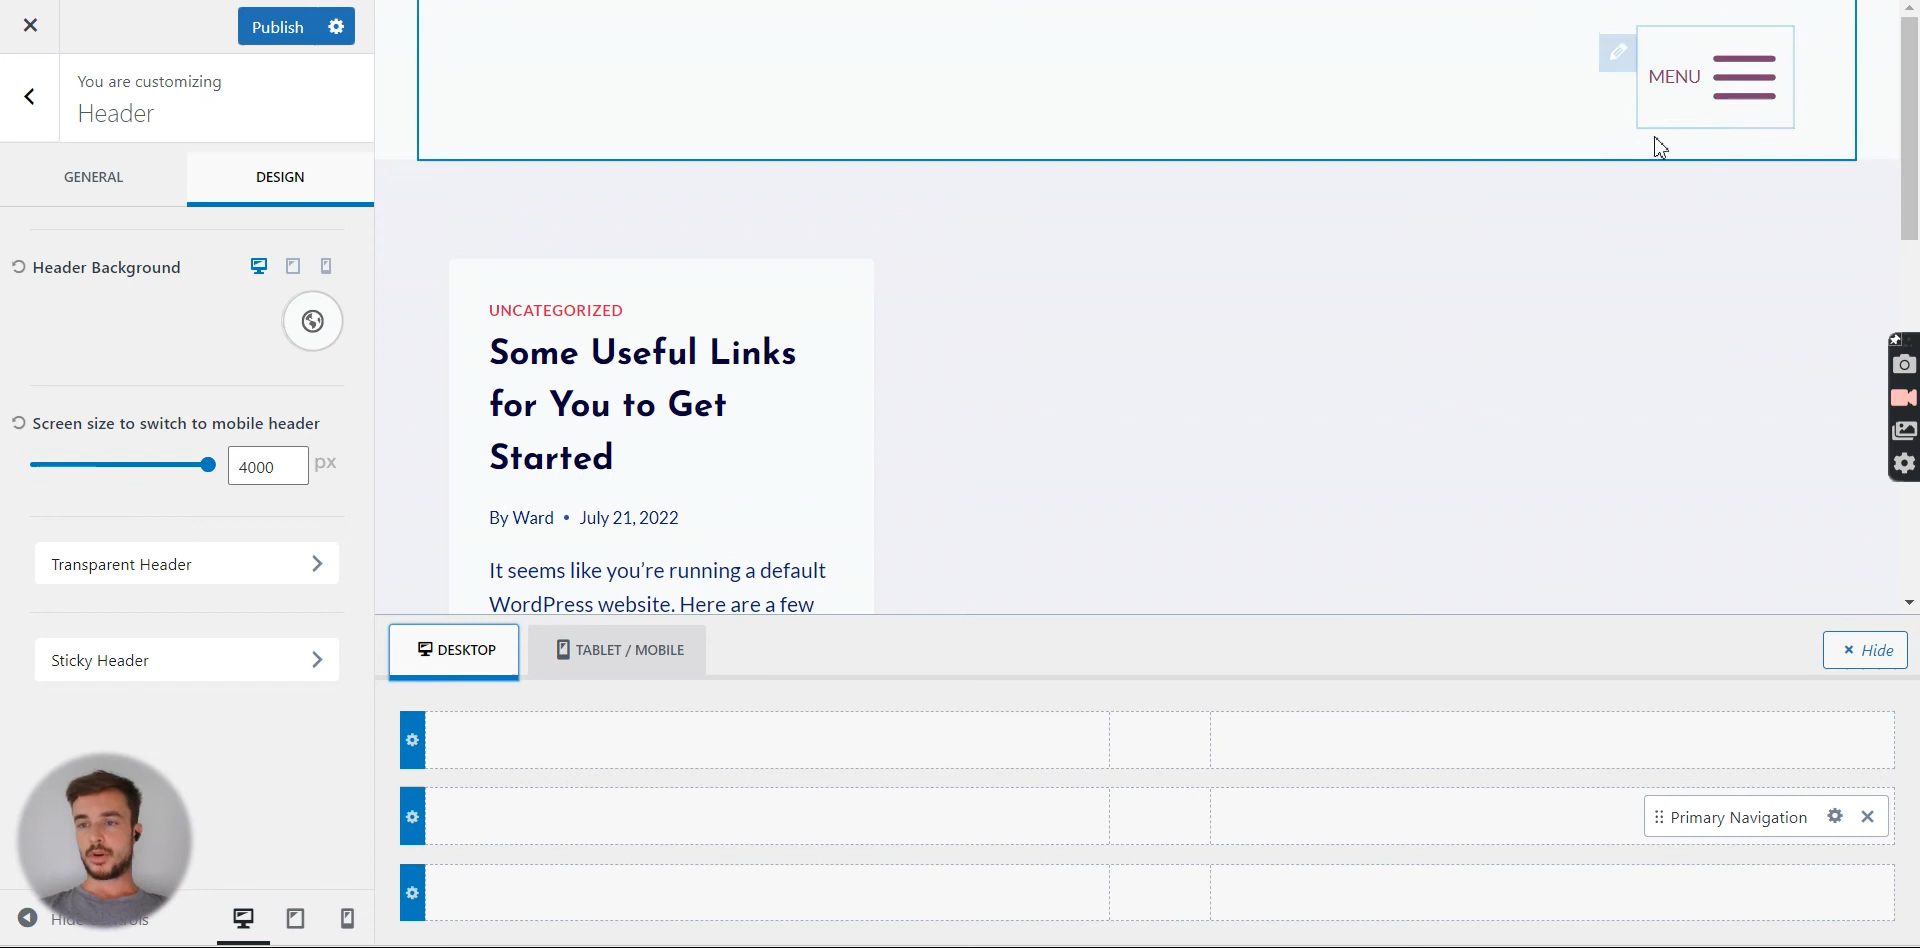 Publish
You are customizing
Header
GENERAL
DESIGN
Header Background
Screen size to switch to mobile header
4000
px
Transparent Header
Sticky Header
MENU
UNCATEGORIZED
Some Useful Links
for You to Get
Started
By Ward • July 21, 2022
It seems like you’re running a default
WordPress website. Here are a few
DESKTOP
TABLET / MOBILE
× Hide
Primary Navigation